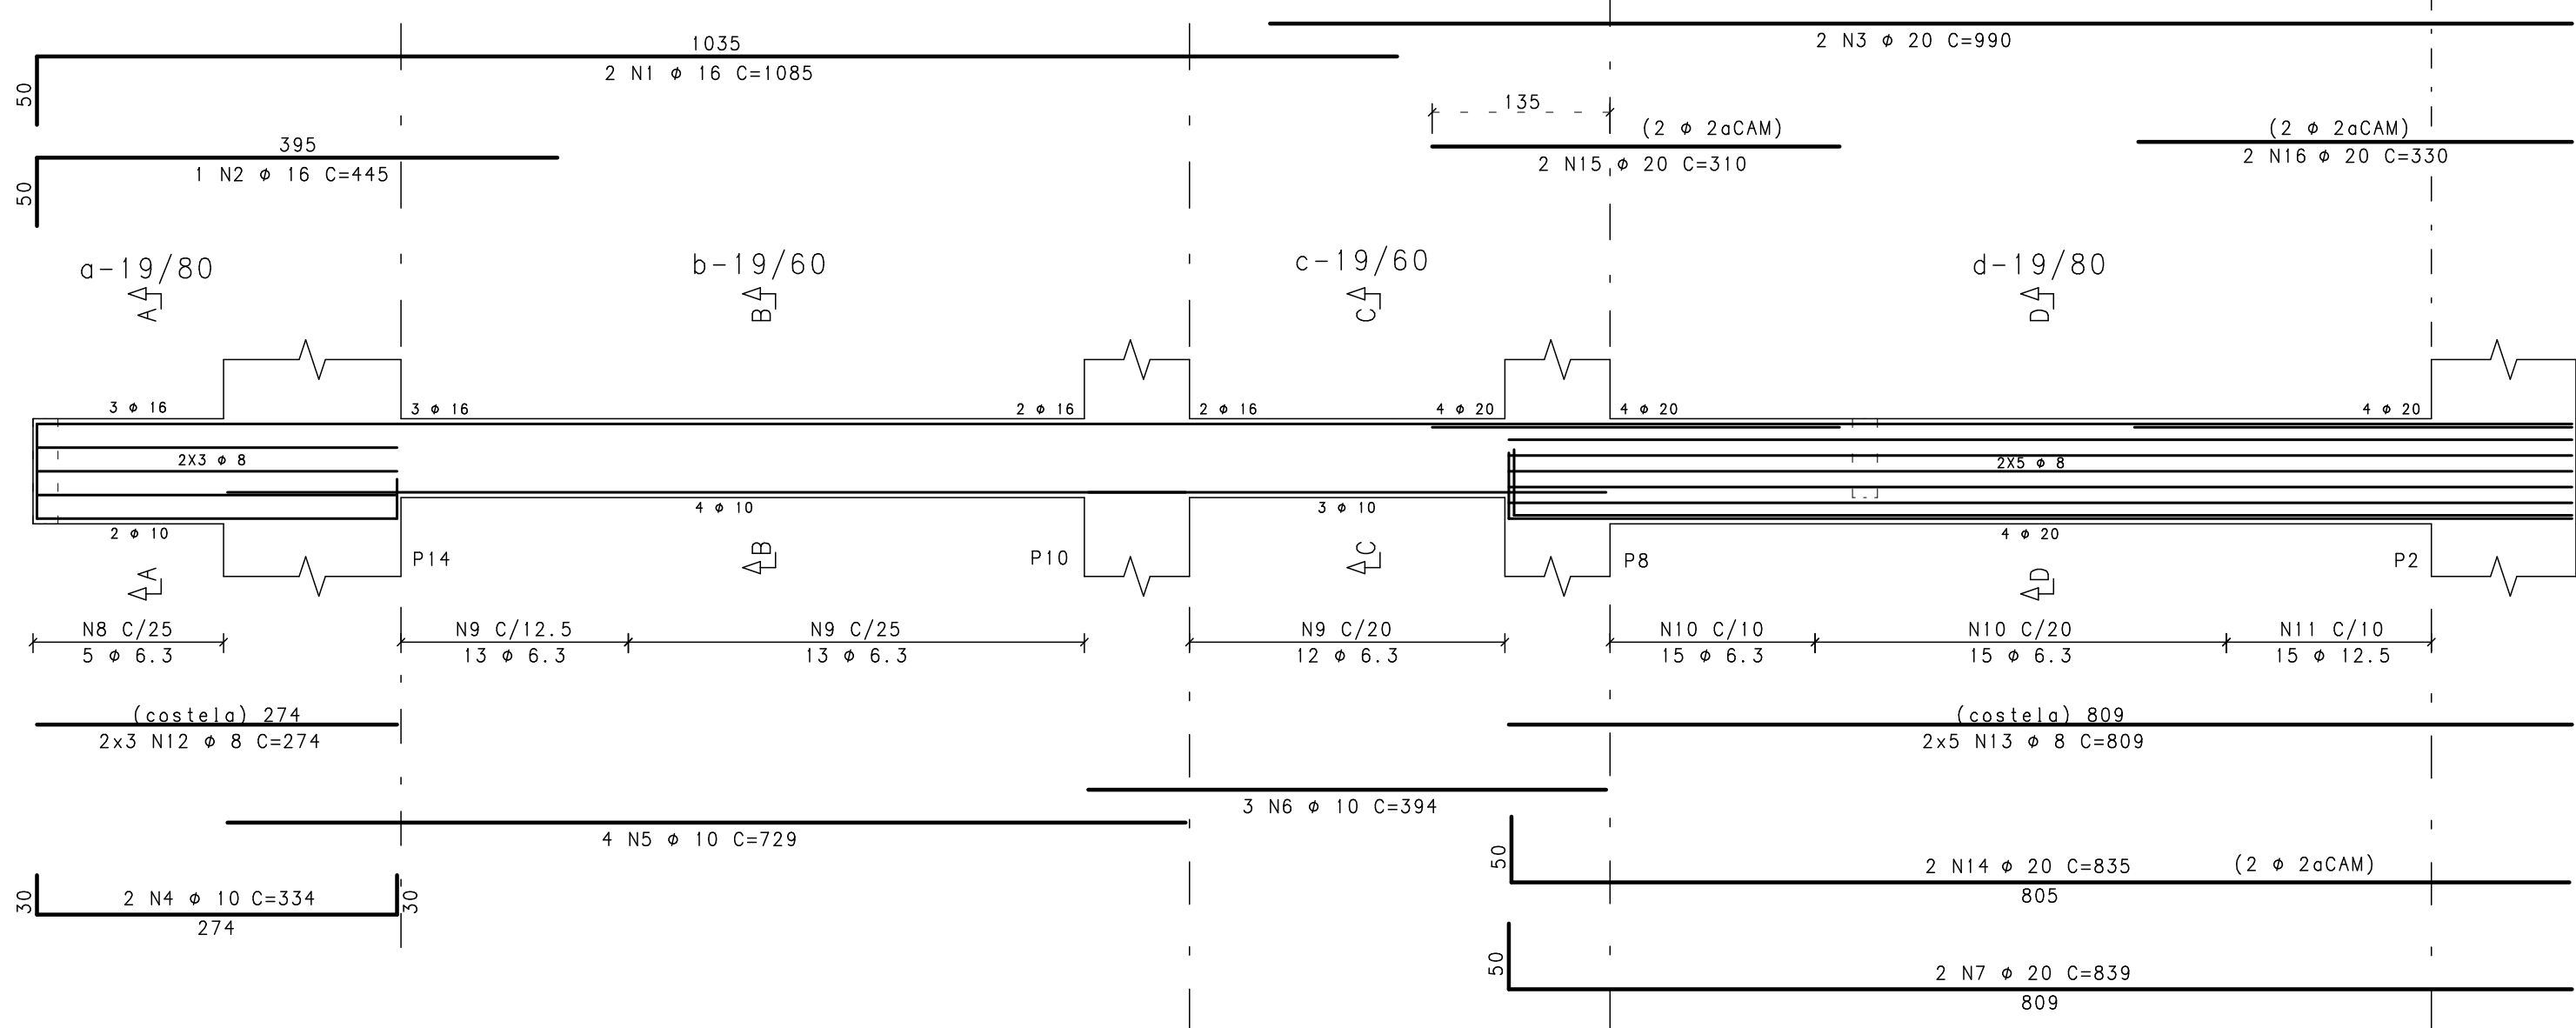 1035
2 N3 ϕ 20 C=990
2 N1 ϕ 16 C=1085
50
135
(2 ϕ 2aCAM)
(2 ϕ 2aCAM)
395
2 N15 ϕ 20 C=310
2 N16 ϕ 20 C=330
1 N2 ϕ 16 C=445
50
a-19/80
b-19/60
c-19/60
d-19/80
A
B
C
D
3 ϕ 16
3 ϕ 16
2 ϕ 16
2 ϕ 16
4 ϕ 20
4 ϕ 20
4 ϕ 20
2X3 ϕ 8
2X5 ϕ 8
4 ϕ 10
3 ϕ 10
2 ϕ 10
4 ϕ 20
P14
B
P10
C
P8
P2
A
D
N8 C/25
N9 C/12.5
N9 C/25
N9 C/20
N10 C/10
N10 C/20
N11 C/10
5 ϕ 6.3
13 ϕ 6.3
13 ϕ 6.3
12 ϕ 6.3
15 ϕ 6.3
15 ϕ 6.3
15 ϕ 12.5
(costela) 274
(costela) 809
2x3 N12 ϕ 8 C=274
2x5 N13 ϕ 8 C=809
3 N6 ϕ 10 C=394
4 N5 ϕ 10 C=729
50
2 N14 ϕ 20 C=835
(2 ϕ 2aCAM)
805
30
2 N4 ϕ 10 C=334
30
274
50
2 N7 ϕ 20 C=839
809